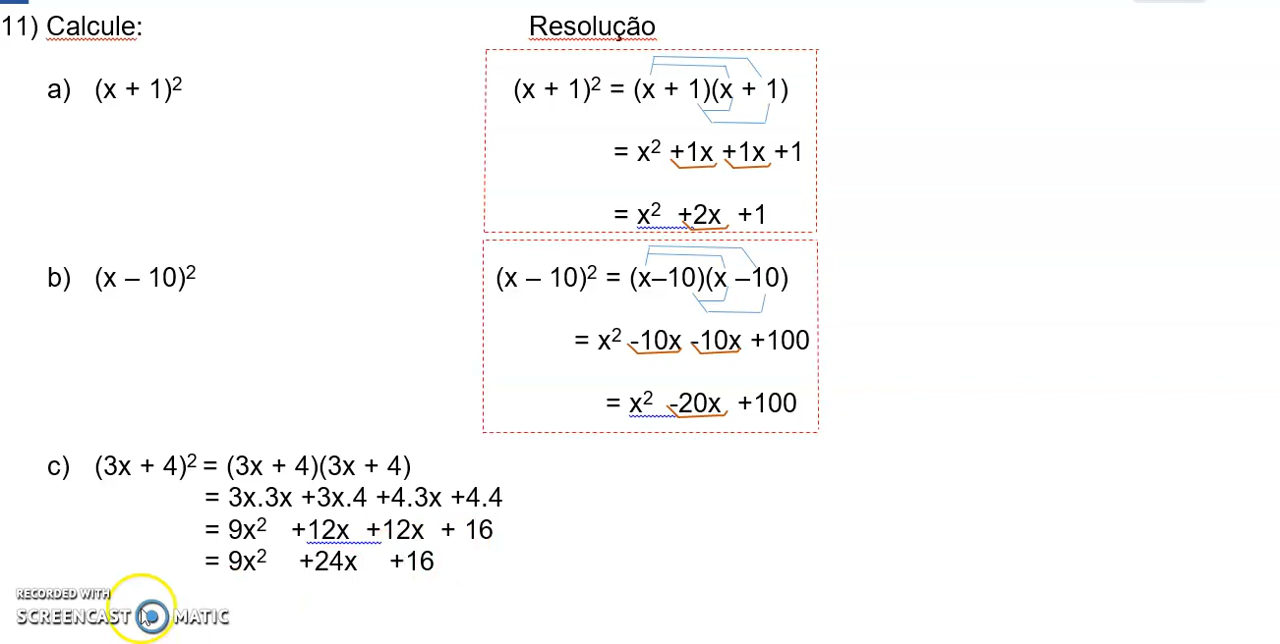 11) Calcule: Resolução
a) (x + 1)² (x + 1)² = (x + 1)(x + 1)
= x² +1x +1x +1
= x² +2x +1
b) (x – 10)² (x – 10)² = (x–10)(x –10)
= x² -10x -10x +100
= x² -20x +100
c) (3x + 4)² = (3x + 4)(3x + 4)
= 3x.3x +3x.4 +4.3x +4.4
= 9x² +12x +12x + 16
= 9x² +24x +16
RECORDED WITH
SCREENCAST MATIC